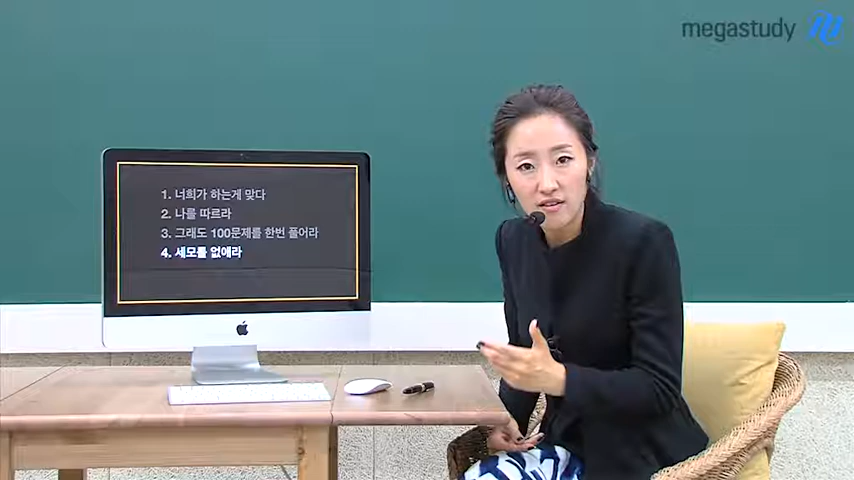 megastudy
1. 너희가 하는게 맞다
2. 나를 따르라
3. 그래도 100문제를 한번 풀어라
4. 세모를 없애라